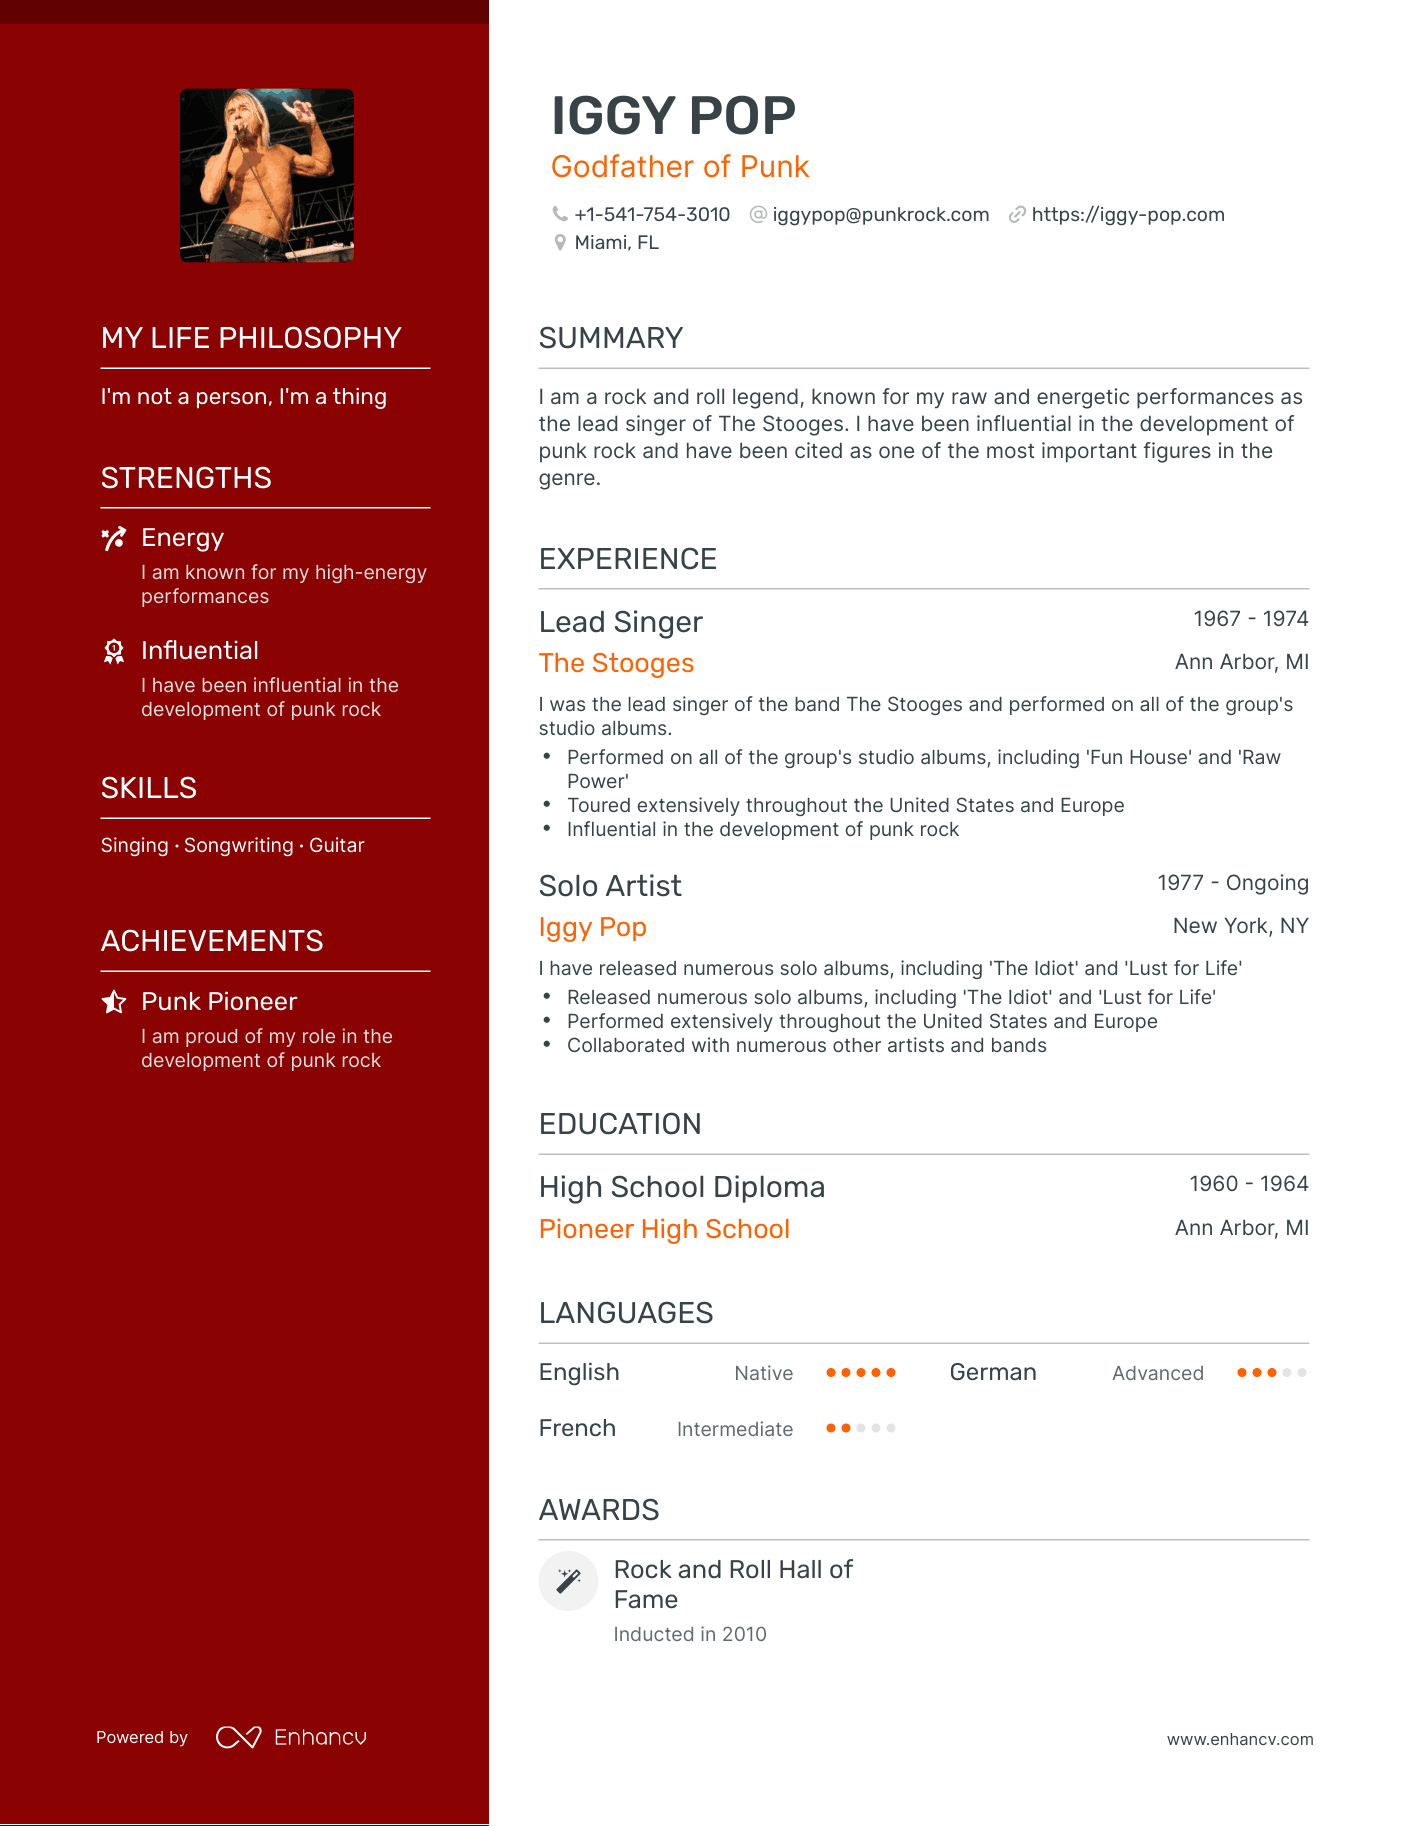 IGGY POP
Godfather of Punk
+1-541-754-3010 @ iggypop@punkrock.com https://iggy-pop.com
Miami, FL
MY LIFE PHILOSOPHY
I'm not a person, I'm a thing
STRENGTHS
Energy
I am known for my high-energy
performances
Influential
I have been influential in the
development of punk rock
SKILLS
Singing · Songwriting · Guitar
ACHIEVEMENTS
Punk Pioneer
I am proud of my role in the
development of punk rock
SUMMARY
I am a rock and roll legend, known for my raw and energetic performances as
the lead singer of The Stooges. I have been influential in the development of
punk rock and have been cited as one of the most important figures in the
genre.
EXPERIENCE
Lead Singer 1967 - 1974
The Stooges Ann Arbor, MI
I was the lead singer of the band The Stooges and performed on all of the group's
studio albums.
• Performed on all of the group's studio albums, including 'Fun House' and 'Raw
Power'
• Toured extensively throughout the United States and Europe
• Influential in the development of punk rock
Solo Artist 1977 - Ongoing
Iggy Pop New York, NY
I have released numerous solo albums, including 'The Idiot' and 'Lust for Life'
• Released numerous solo albums, including 'The Idiot' and 'Lust for Life'
• Performed extensively throughout the United States and Europe
• Collaborated with numerous other artists and bands
EDUCATION
High School Diploma 1960 - 1964
Pioneer High School Ann Arbor, MI
LANGUAGES
English Native German Advanced
French Intermediate
AWARDS
Rock and Roll Hall of
Fame
Inducted in 2010
Powered by Enhancv
www.enhancv.com